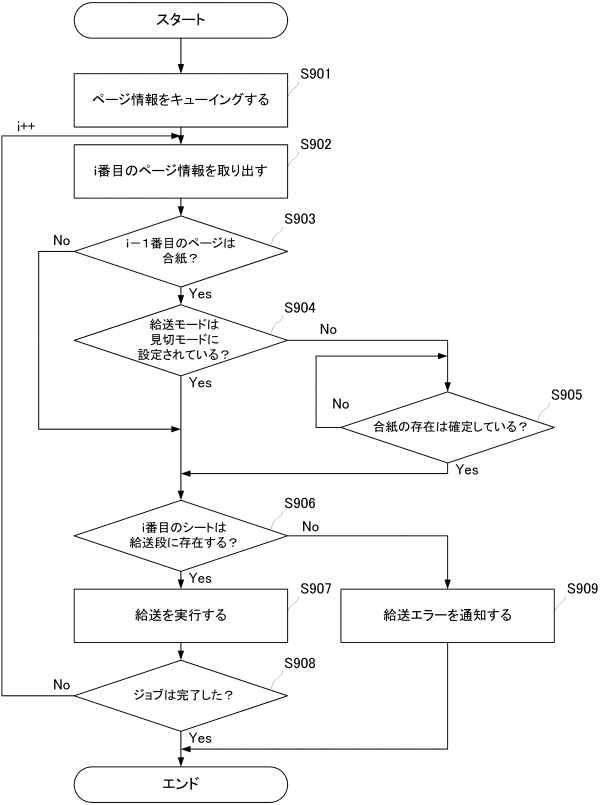 スタート
S901
ページ情報をキューイングする
i++
S902
i番目のページ情報を取り出す
S903
i－1番目のページは
合紙？
No
Yes
S904
給送モードは
見切モードに
設定されている？
No
Yes
S905
合紙の存在は確定している？
No
Yes
S906
i番目のシートは
給送段に存在する？
No
Yes
S907
給送を実行する
S909
給送エラーを通知する
S908
ジョブは完了した？
No
Yes
エンド